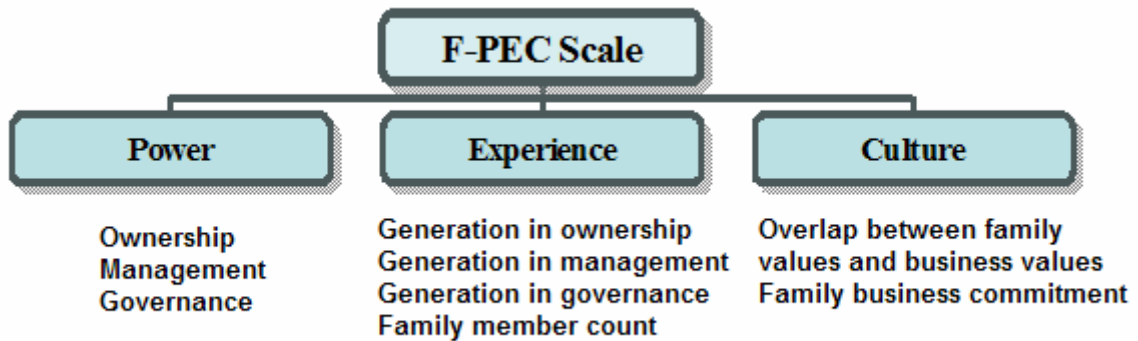 F-PEC Scale
Power
Experience
Culture
Ownership
Management
Governance
Generation in ownership
Generation in management
Generation in governance
Family member count
Overlap between family
values and business values
Family business commitment